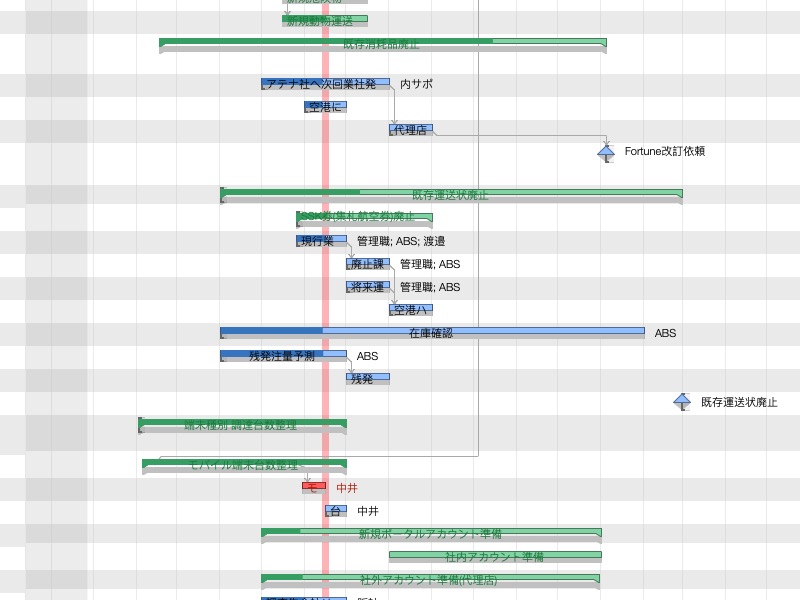 新規動物運送
既存消耗品廃止
アテナ社へ次回業社発 内サポ
空港に
代理店
Fortune改訂依頼
既存運送状廃止
SSK券(集札航空券)廃止
現行業 管理職; ABS; 渡邉
廃止課 管理職; ABS
将来運 管理職; ABS
空港ハ
在庫確認 ABS
残発注量予測 ABS
残発
既存運送状廃止
端末種別 調達台数整理
モバイル端末台数整理
モ 中井
台 中井
新規ポータルアカウント準備
社内アカウント準備
社外アカウント準備(代理店)